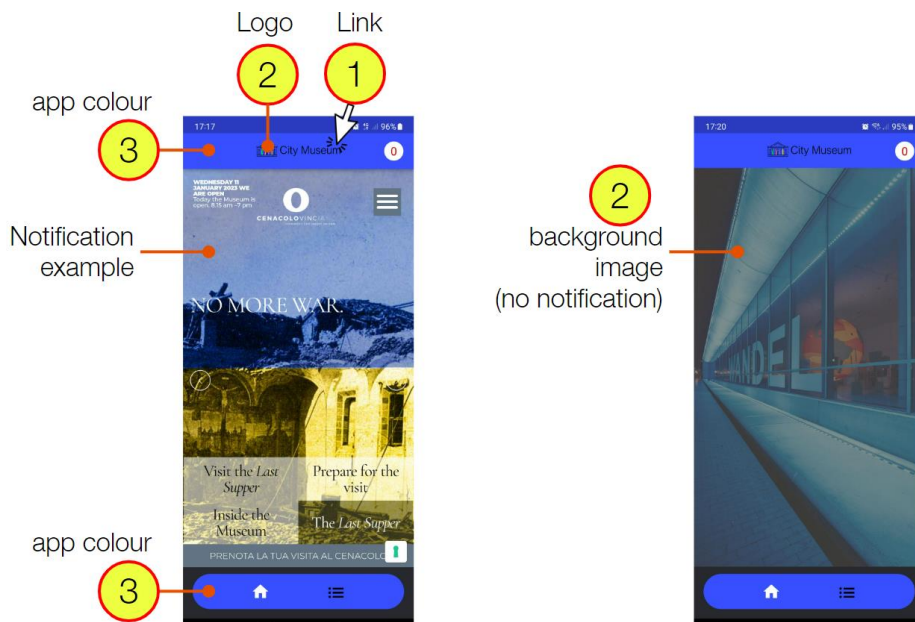 Logo
Link
2
1
app colour
3
17:17
96%
City Museum
0
WEDNESDAY 11
JANUARY 2023 WE
ARE OPEN
Today the Museum is
open, 8.15 am -7 pm
CENACOLOVINCIANO
Notification
example
NO MORE WAR.
Visit the Last
Supper
Prepare for the
visit
Inside the
Museum
The Last Supper
PRENOTA LA TUA VISITA AL CENACOLO
app colour
3
17:20
95%
City Museum
0
2
background
image
(no notification)
ANDEL